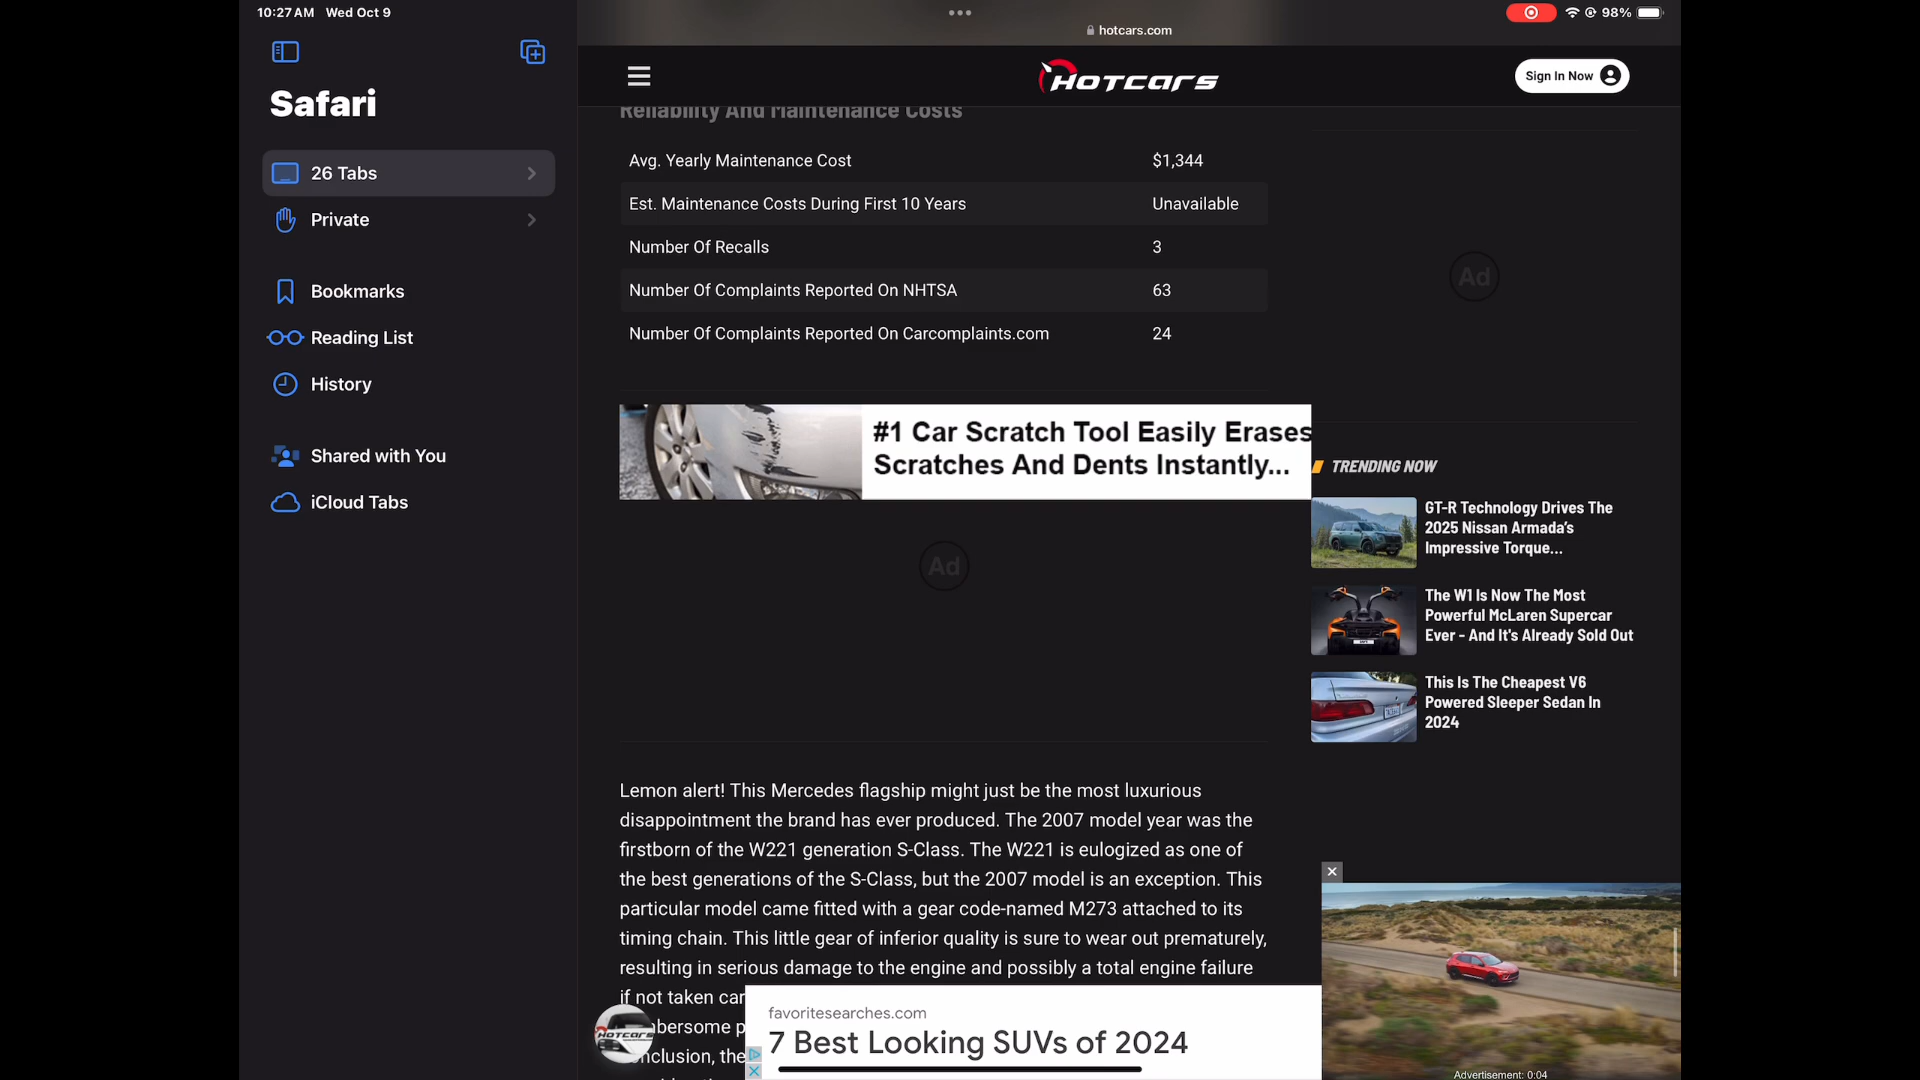 10:27 AM Wed Oct 9
98%
hotcars.com
Safari
26 Tabs
Private
Bookmarks
Reading List
History
Shared with You
iCloud Tabs
HOTCARS
Sign In Now
Reliability And Maintenance Costs
Avg. Yearly Maintenance Cost $1,344
Est. Maintenance Costs During First 10 Years Unavailable
Number Of Recalls 3
Number Of Complaints Reported On NHTSA 63
Number Of Complaints Reported On Carcomplaints.com 24
#1 Car Scratch Tool Easily Erases
Scratches And Dents Instantly...
Ad
Lemon alert! This Mercedes flagship might just be the most luxurious
disappointment the brand has ever produced. The 2007 model year was the
firstborn of the W221 generation S-Class. The W221 is eulogized as one of
the best generations of the S-Class, but the 2007 model is an exception. This
particular model came fitted with a gear code-named M273 attached to its
timing chain. This little gear of inferior quality is sure to wear out prematurely,
resulting in serious damage to the engine and possibly a total engine failure
if not taken car
bersome p
nclusion, the
HOTCARS
favoritesearches.com
7 Best Looking SUVs of 2024
Ad
TRENDING NOW
GT-R Technology Drives The
2025 Nissan Armada's
Impressive Torque...
The W1 Is Now The Most
Powerful McLaren Supercar
Ever - And It's Already Sold Out
This Is The Cheapest V6
Powered Sleeper Sedan In
2024
Advertisement: 0:04